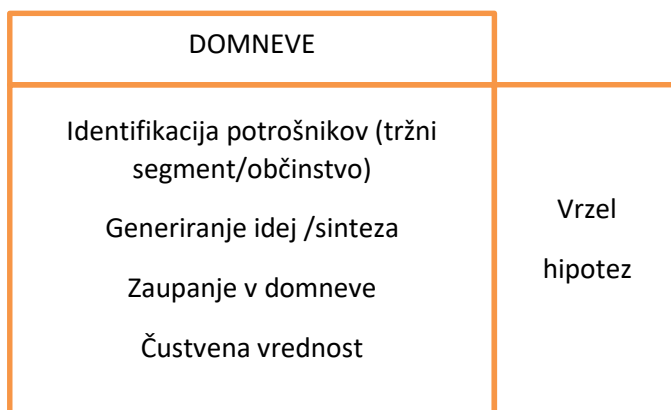 DOMNEVE
Identifikacija potrošnikov (tržni
segment/občinstvo)
Generiranje idej /sinteza
Zaupanje v domneve
Čustvena vrednost
Vrzel
hipotez